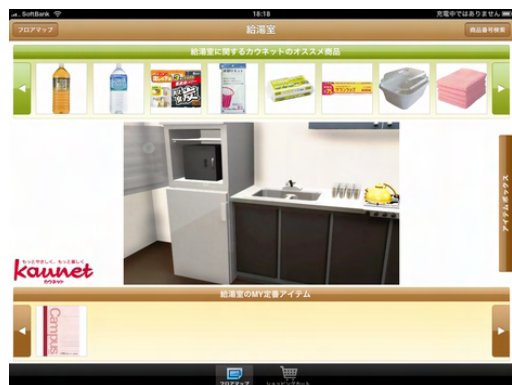 SoftBank
18:18
充電中ではありません
フロアマップ
給湯室
商品番号検索
給湯室に関するカウネットのオススメ商品
アイテムボックス
もっとやさしく、もっと楽しく
kaunet
カウネット
給湯室のMY定番アイテム
Campus
フロアマップ
ショッピングカート